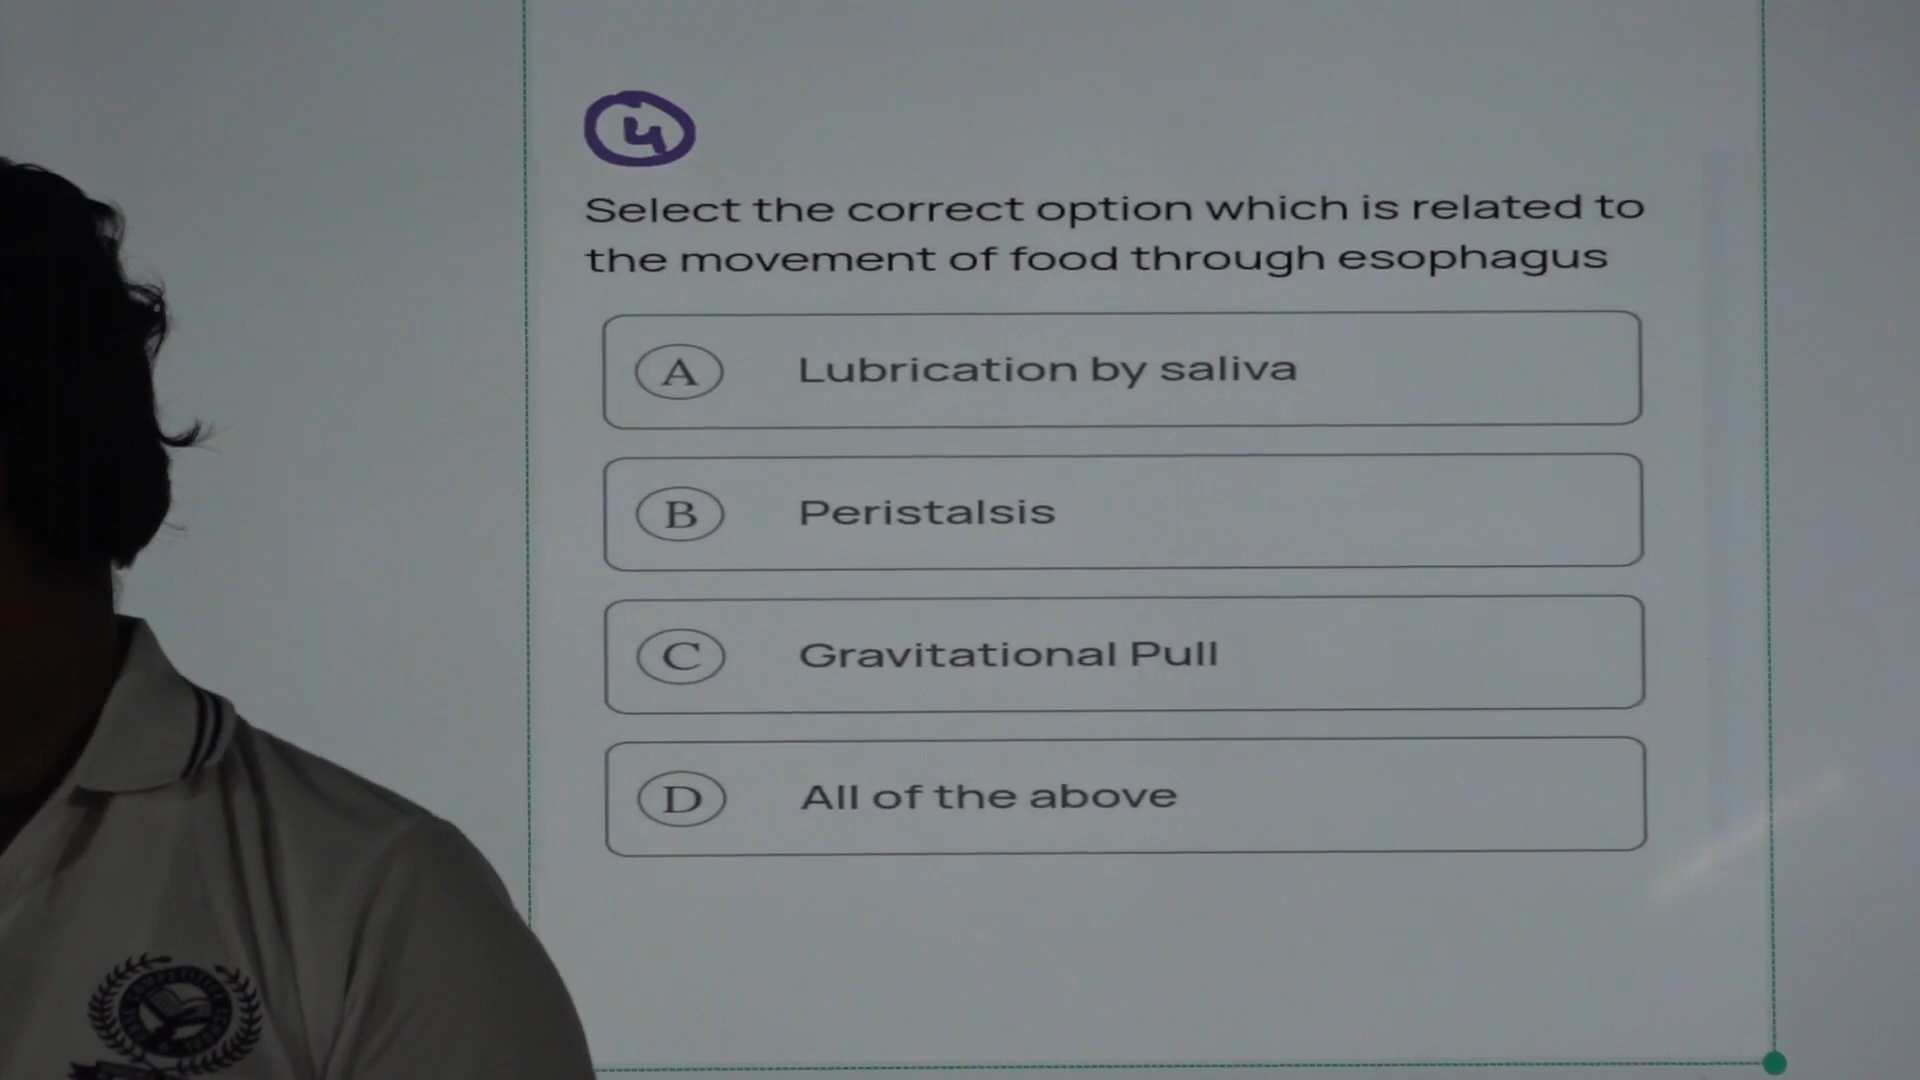 4
Select the correct option which is related to
the movement of food through esophagus
A Lubrication by saliva
B Peristalsis
C Gravitational Pull
D All of the above